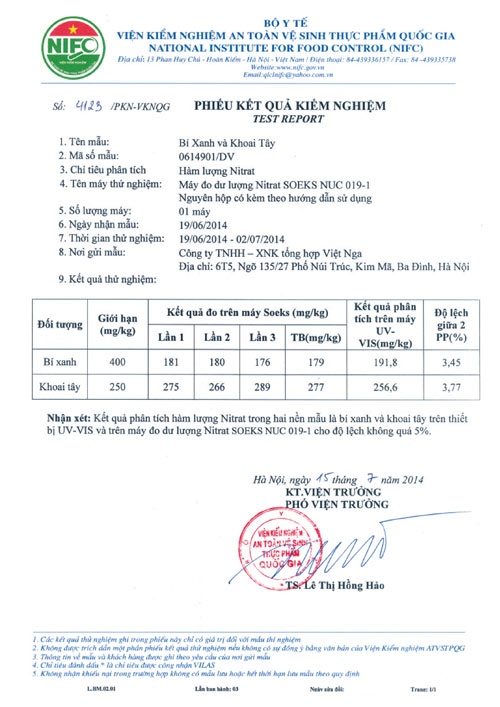 BỘ Y TẾ
VIỆN KIỂM NGHIỆM AN TOÀN VỆ SINH THỰC PHẨM QUỐC GIA
NATIONAL INSTITUTE FOR FOOD CONTROL (NIFC)
Địa chỉ: 13 Phan Huy Chú - Hoàn Kiếm - Hà Nội - Việt Nam / Điện thoại: 84-439336157 / Fax: 84 -439335738
Website:www.nifc.gov.vn
Email:qlclnifc@yahoo.com.vn
NIFC
VIỆN KIỂM NGHIỆM
Số: 4123 /PKN-VKNQG
PHIẾU KẾT QUẢ KIỂM NGHIỆM
TEST REPORT
1. Tên mẫu: Bí Xanh và Khoai Tây
2. Mã số mẫu: 0614901/DV
3. Chỉ tiêu phân tích Hàm lượng Nitrat
4. Tên máy thử nghiệm: Máy đo dư lượng Nitrat SOEKS NUC 019-1
Nguyên hộp có kèm theo hướng dẫn sử dụng
5. Số lượng máy: 01 máy
6. Ngày nhận mẫu: 19/06/2014
7. Thời gian thử nghiệm: 19/06/2014 - 02/07/2014
8. Nơi gửi mẫu: Công ty TNHH – XNK tổng hợp Việt Nga
Địa chỉ: 6T5, Ngõ 135/27 Phố Núi Trúc, Kim Mã, Ba Đình, Hà Nội
9. Kết quả thử nghiệm:
Đối tượng Giới hạn (mg/kg) Kết quả đo trên máy Soeks (mg/kg) Kết quả phân tích trên máy UV-VIS(mg/kg) Độ lệch giữa 2 PP(%)
Lần 1 Lần 2 Lần 3 TB(mg/kg)
Bí xanh 400 181 180 176 179 191,8 3,45
Khoai tây 250 275 266 289 277 256,6 3,77
Nhận xét: Kết quả phân tích hàm lượng Nitrat trong hai nền mẫu là bí xanh và khoai tây trên thiết
bị UV-VIS và trên máy đo dư lượng Nitrat SOEKS NUC 019-1 cho độ lệch không quá 5%.
Hà Nội, ngày 15 tháng 7 năm 2014
KT.VIỆN TRƯỞNG
PHÓ VIỆN TRƯỞNG
VIỆN KIỂM NGHIỆM
AN TOÀN VỆ SINH
THỰC PHẨM
QUỐC GIA
TS. Lê Thị Hồng Hảo
1. Các kết quả thử nghiệm ghi trong phiếu này chỉ có giá trị đối với mẫu thí nghiệm
2. Không được trích dẫn một phần phiếu kết quả thử nghiệm nếu không có sự đồng ý bằng văn bản của Viện Kiểm nghiệm ATVSTPQG
3. Thông tin về mẫu và khách hàng được ghi theo yêu cầu của nơi gửi mẫu
4. Chỉ tiêu đánh dấu * là chỉ tiêu được công nhận VILAS
5. Không nhận khiếu nại trong trường hợp không có mẫu lưu hoặc hết thời hạn lưu mẫu theo quy định
L.BM.02.01 Lần ban hành: 03 Ngày sửa đổi: Trang: 1/1